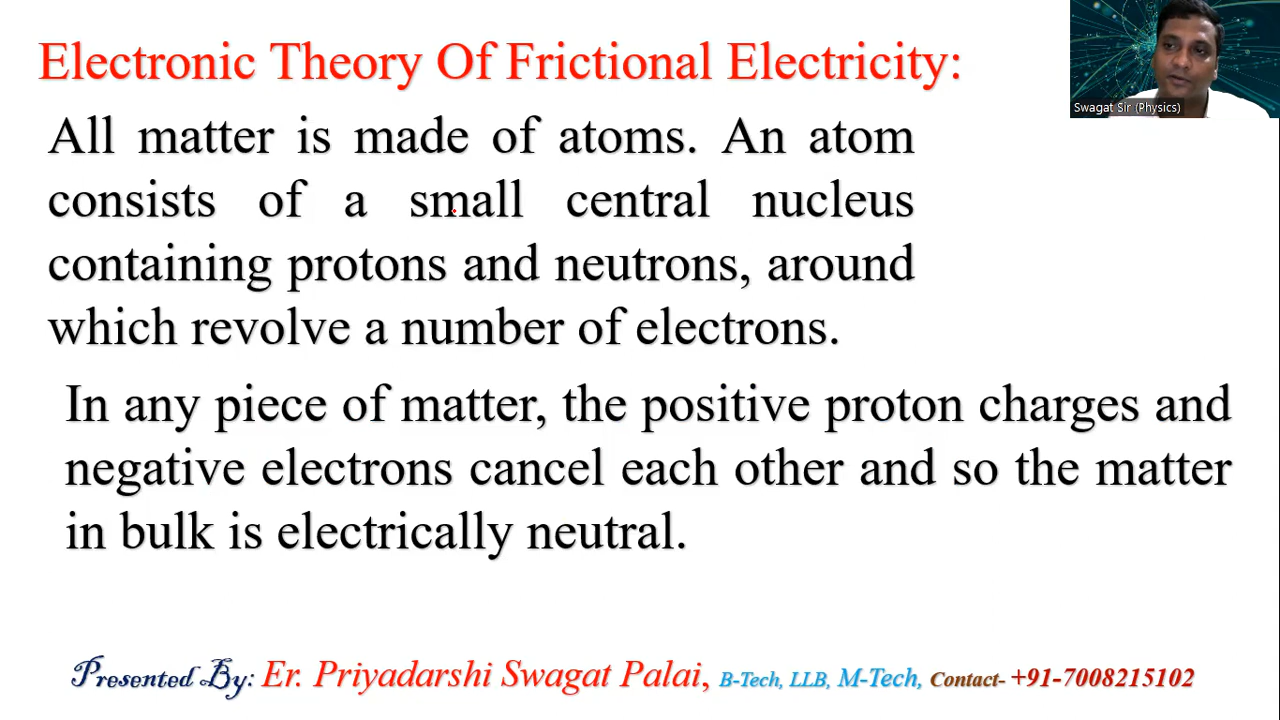 Electronic Theory Of Frictional Electricity:
Swagat Sir (Physics)
All matter is made of atoms. An atom
consists of a small central nucleus
containing protons and neutrons, around
which revolve a number of electrons.
In any piece of matter, the positive proton charges and
negative electrons cancel each other and so the matter
in bulk is electrically neutral.
Presented By: Er. Priyadarshi Swagat Palai, B-Tech, LLB, M-Tech, Contact- +91-7008215102